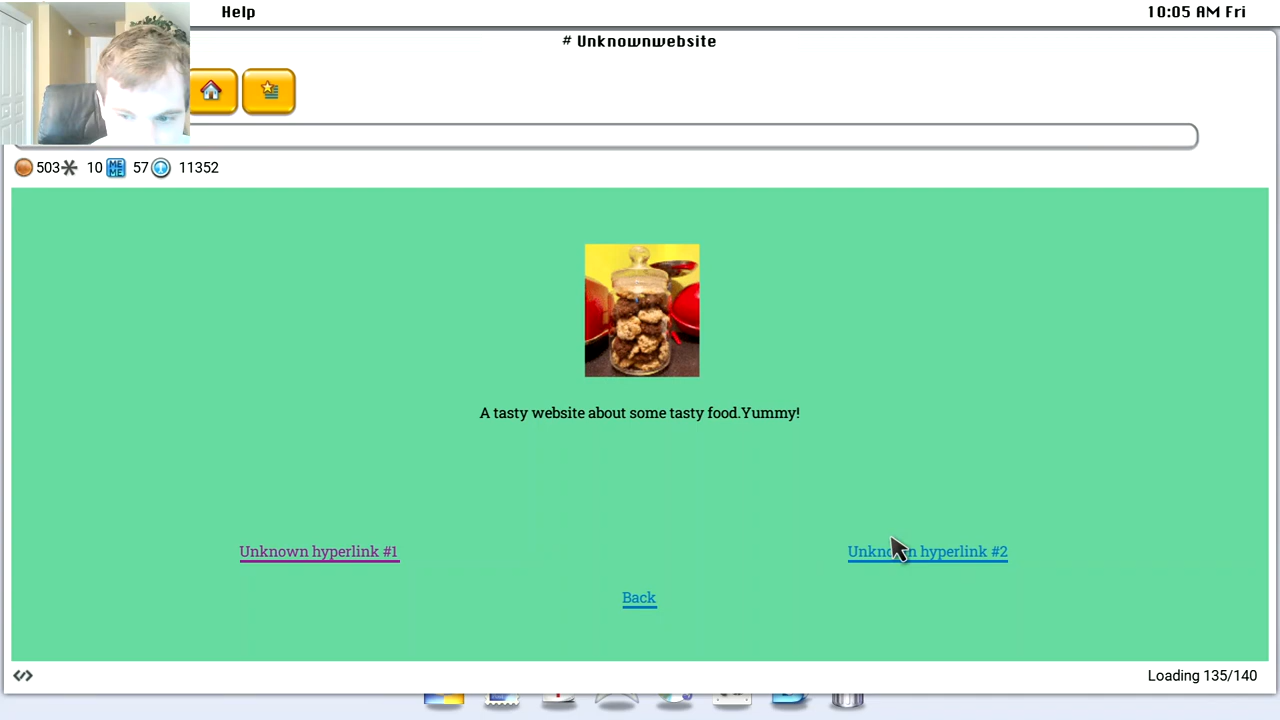 Help
10:05 AM Fri
# Unknownwebsite
503 10 MEME 57 11352
A tasty website about some tasty food.Yummy!
Unknown hyperlink #1
Unknown hyperlink #2
Back
Loading 135/140